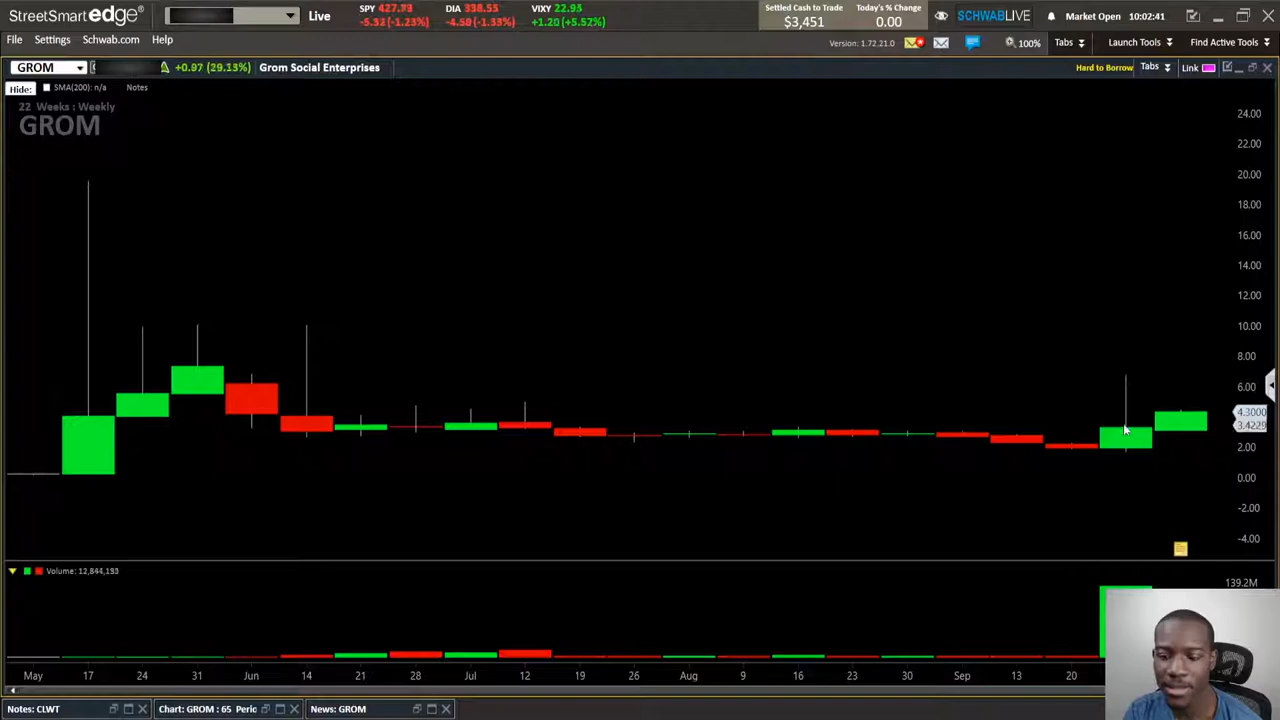 StreetSmart edge®
Live
SPY 427.73
-5.32 (-1.23%)
DIA 338.55
-4.58 (-1.33%)
VIXY 22.95
+1.20 (+5.52%)
Settled Cash to Trade
$3,451
Today's % Change
0.00
SCHWABLIVE
Market Open 10:02:41
File Settings Schwab.com Help
Version: 1.72.21.0
100%
Tabs
Launch Tools
Find Active Tools
GROM
+0.97 (29.13%)
Grom Social Enterprises
Hard to Borrow
Tabs
Link
Hide:
SMA(200): n/a
Notes
22 Weeks : Weekly
GROM
24.00
22.00
20.00
18.00
16.00
14.00
12.00
10.00
8.00
6.00
4.3000
3.4229
2.00
0.00
-2.00
-4.00
Volume: 12,844,153
139.2M
May 17 24 31 Jun 14 21 28 Jul 12 19 26 Aug 9 16 23 30 Sep 13 20
Notes: CLWT
Chart: GROM : 65 Perio
News: GROM